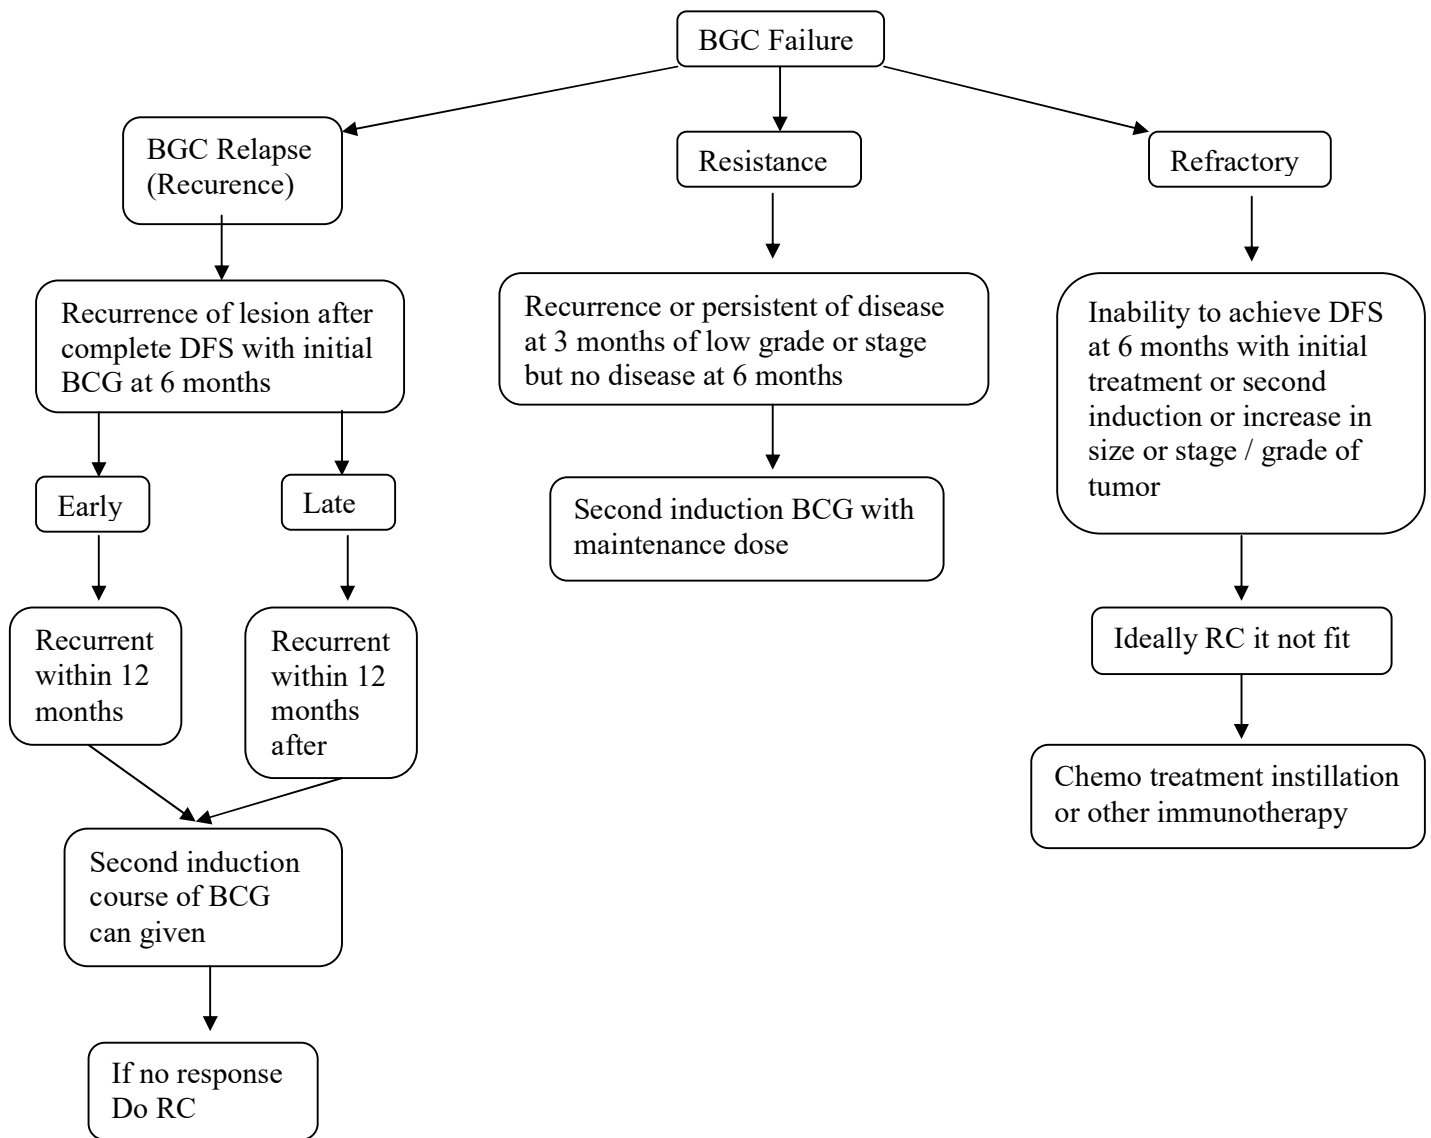 BGC Failure
BGC Relapse
(Recurence)
Resistance
Refractory
Recurrence of lesion after
complete DFS with initial
BCG at 6 months
Recurrence or persistent of disease
at 3 months of low grade or stage
but no disease at 6 months
Inability to achieve DFS
at 6 months with initial
treatment or second
induction or increase in
size or stage / grade of
tumor
Early
Late
Second induction BCG with
maintenance dose
Recurrent
within 12
months
Recurrent
within 12
months
after
Ideally RC it not fit
Chemo treatment instillation
or other immunotherapy
Second induction
course of BCG
can given
If no response
Do RC